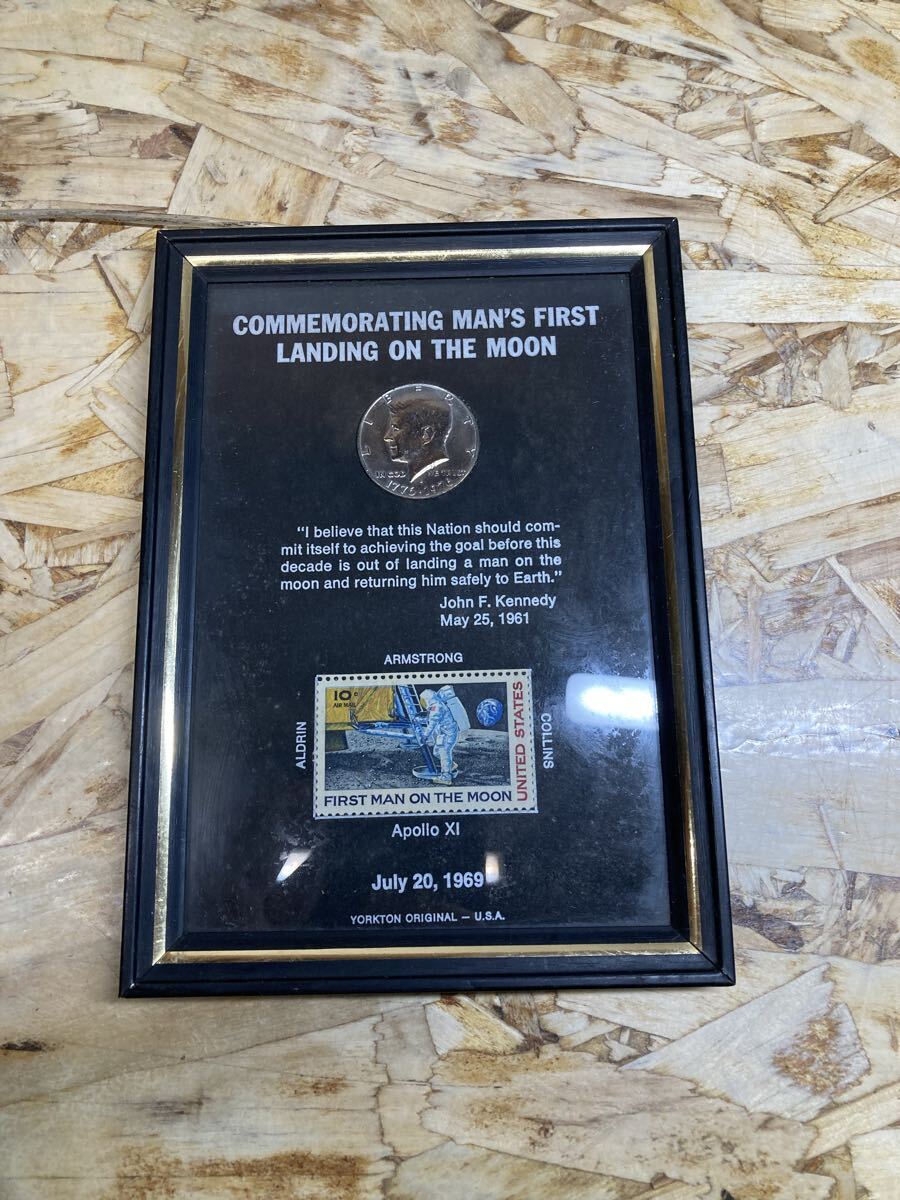 COMMEMORATING MAN'S FIRST
LANDING ON THE MOON
LIBERTY
IN GOD WE TRUST
1776·1976
"I believe that this Nation should com-
mit itself to achieving the goal before this
decade is out of landing a man on the
moon and returning him safely to Earth."
John F. Kennedy
May 25, 1961
ARMSTRONG
ALDRIN
COLLINS
10c
AIR MAIL
UNITED STATES
FIRST MAN ON THE MOON
Apollo XI
July 20, 1969
YORKTON ORIGINAL — U.S.A.